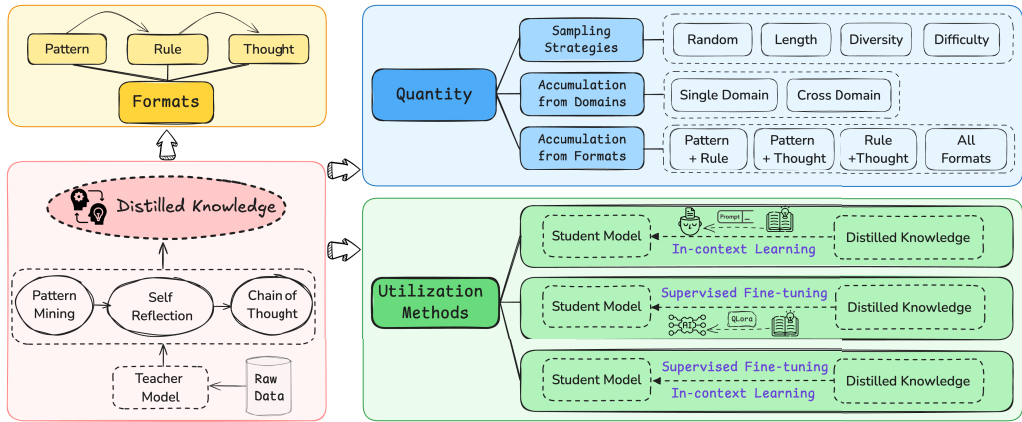 Pattern
Rule
Thought
Formats
Distilled Knowledge
Pattern
Mining
Self
Reflection
Chain of
Thought
Teacher
Model
Raw
Data
Quantity
Sampling
Strategies
Random
Length
Diversity
Difficulty
Accumulation
from Domains
Single Domain
Cross Domain
Accumulation
from Formats
Pattern
+ Rule
Pattern
+ Thought
Rule
+Thought
All
Formats
Utilization
Methods
Student Model
Prompt
In-context Learning
Distilled Knowledge
Student Model
Supervised Fine-tuning
AI
QLora
Distilled Knowledge
Student Model
Supervised Fine-tuning
In-context Learning
Distilled Knowledge